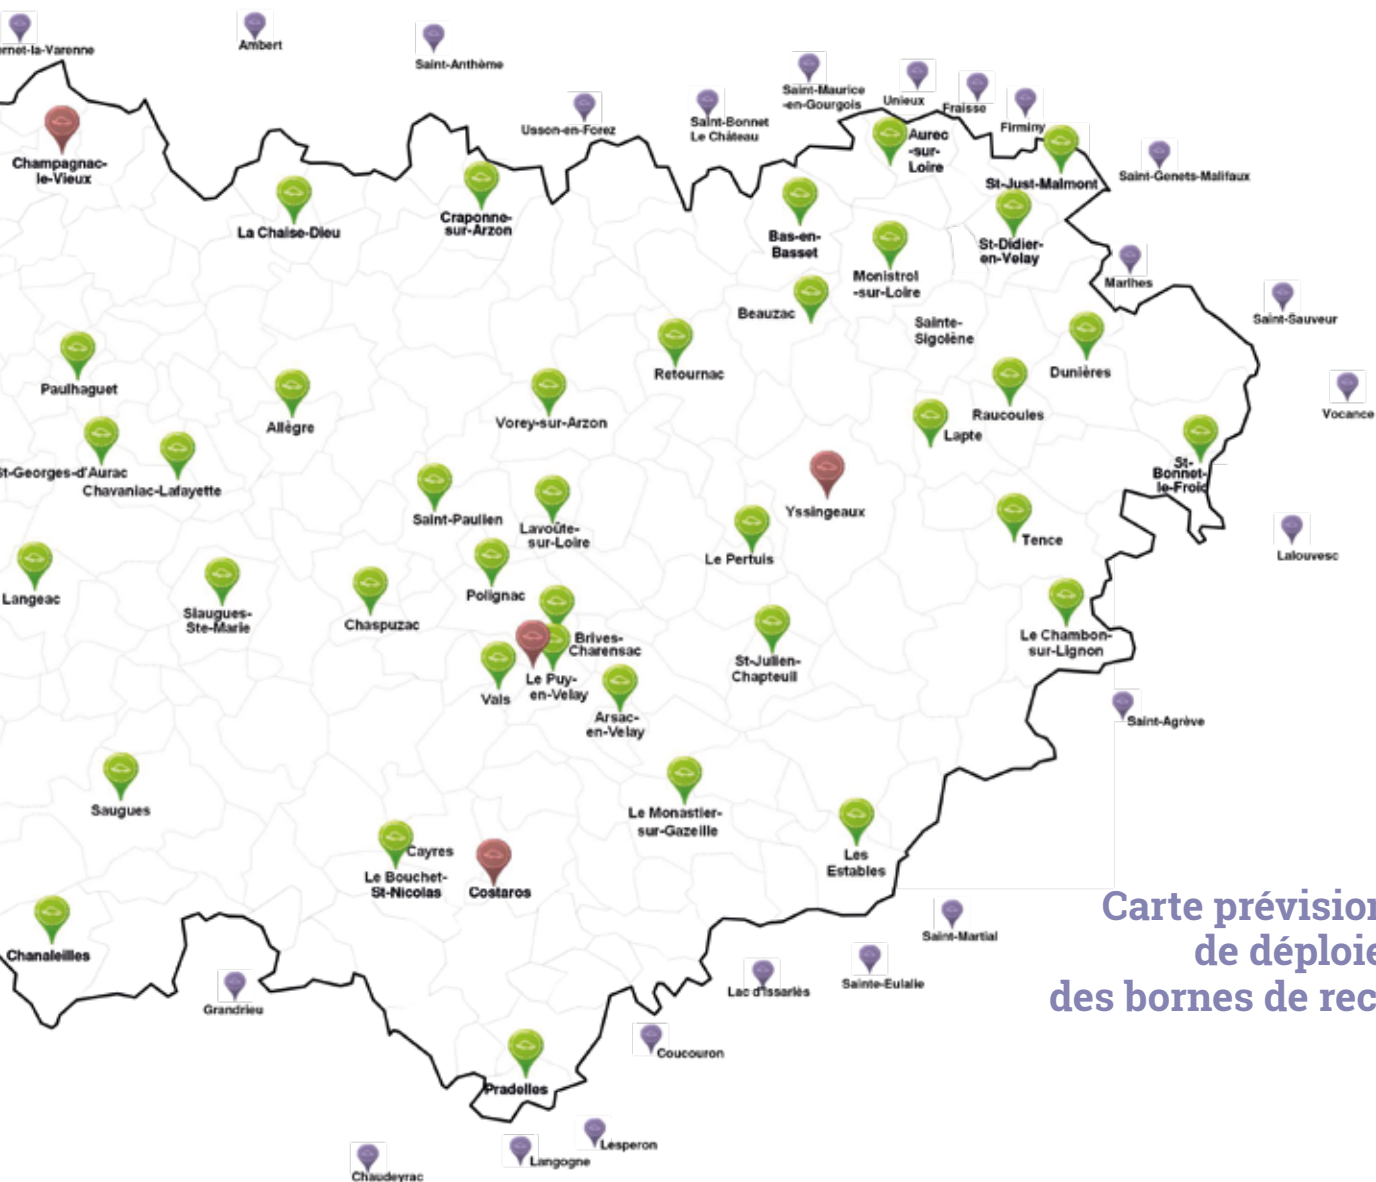 ernet-la-Varenne
Ambert
Saint-Anthème
Usson-en-Forez
Saint-Bonnet
Le Château
Saint-Maurice
-en-Gourgois
Unieux
Fraisse
Firminy
Saint-Genets-Malifaux
Champagnac-
le-Vieux
La Chaise-Dieu
Craponne-
sur-Arzon
Bas-en-
Basset
Aurec
-sur-
Loire
St-Just-Malmont
St-Didier-
en-Velay
Monistrol
-sur-Loire
Marlhes
Saint-Sauveur
Beauzac
Sainte-
Sigolène
Retournac
Dunières
Paulhaguet
Allègre
Vorey-sur-Arzon
Raucoules
Lapte
Vocance
St-Georges-d'Aurac
Chavaniac-Lafayette
Saint-Paulien
Lavoûte-
sur-Loire
Yssingeaux
St-
Bonnet-
le-Froid
Le Pertuis
Tence
Lalouvesc
Langeac
Siaugues-
Ste-Marie
Chaspuzac
Polignac
Brives-
Charensac
Le Puy-
en-Velay
Vals
St-Julien-
Chapteuil
Le Chambon-
sur-Lignon
Arsac-
en-Velay
Saint-Agrève
Saugues
Le Monastier-
sur-Gazeille
Cayres
Le Bouchet-
St-Nicolas
Costaros
Les
Estables
Chanaleilles
Saint-Martial
Carte prévision
de déploie
des bornes de rec
Grandrieu
Lac d'Issarlès
Sainte-Eulalie
Coucouron
Pradelles
Lesperon
Langogne
Chaudeyrac